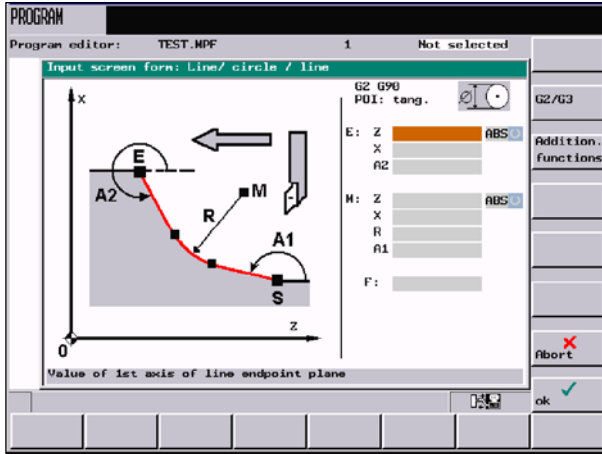 PROGRAM
Program editor: TEST.MPF 1 Not selected
Input screen form: Line/ circle / line
G2 G90
POI: tang.
G2/G3
Addition.
functions
X
E
A2
M
R
A1
S
Z
0
E: Z ABS
X
A2
M: Z ABS
X
R
A1
F:
Value of 1st axis of line endpoint plane
Abort
ok